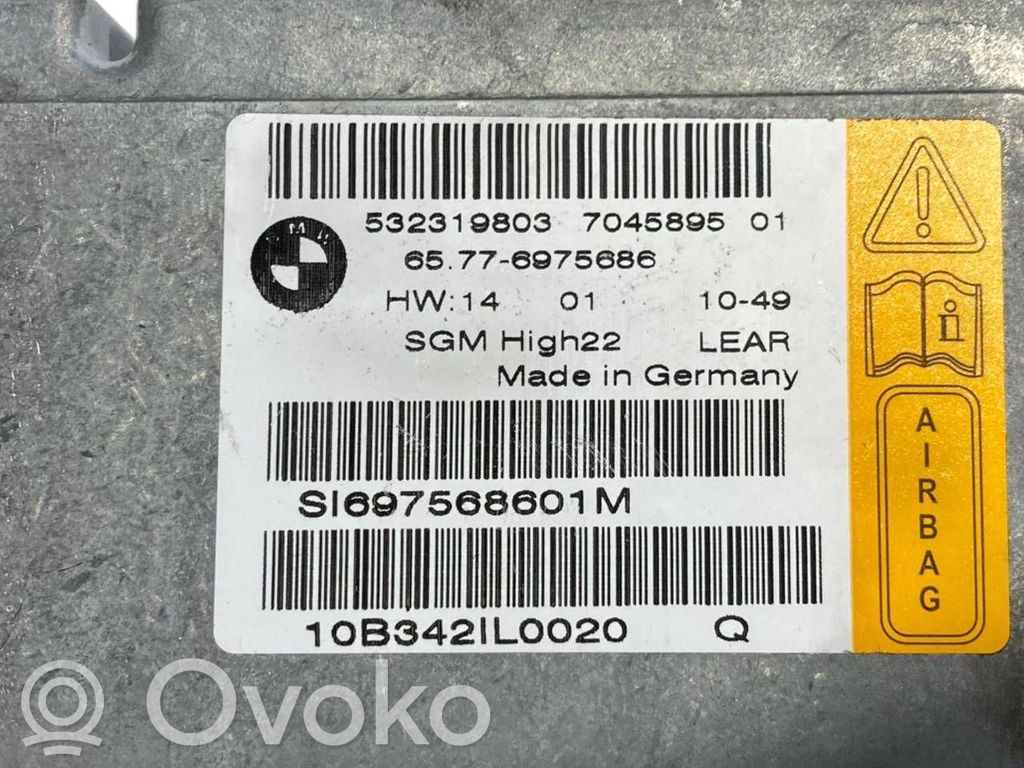 532319803 7045895 01
BMW
65.77-6975686
HW:14 01 10-49
SGM High22 LEAR
Made in Germany
SI697568601M
10B342IL0020 Q
AIRBAG
Ovoko